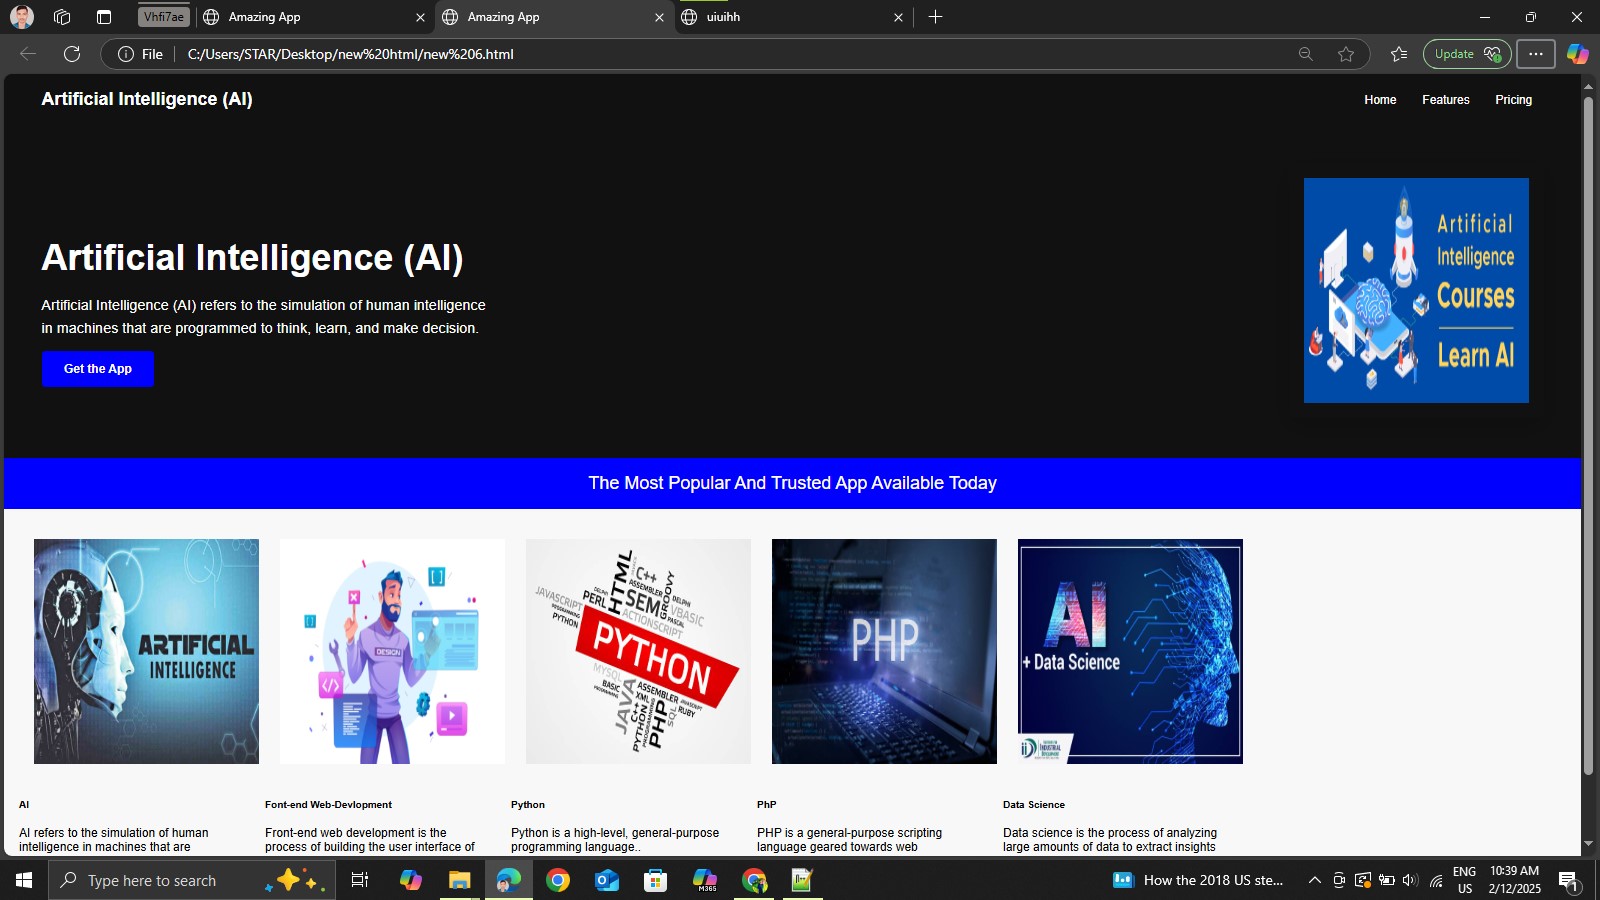 Vhfi7ae
Amazing App
Amazing App
uiuihh
File
C:/Users/STAR/Desktop/new%20html/new%206.html
Update
Artificial Intelligence (AI)
Home
Features
Pricing
Artificial Intelligence (AI)
Artificial Intelligence (AI) refers to the simulation of human intelligence
in machines that are programmed to think, learn, and make decision.
Get the App
Artificial
Intelligence
Courses
Learn AI
The Most Popular And Trusted App Available Today
ARTIFICIAL
INTELLIGENCE
DESIGN
</>
HTML
C++
ASSEMBLER
GROOVY
JAVASCRIPT
PROGRAMMING
PYTHON
PERL
DELPHI
SEM
DELPHI
VBASIC
PASCAL
ACTIONSCRIPT
PYTHON
MYSQL
BASIC
PROGRAMMING
JAVA
C++
PYTHON
ASSEMBLER
XML
PHP
SQL
RUBY
PHP
AI
+ Data Science
AI
AI refers to the simulation of human
intelligence in machines that are
Font-end Web-Devlopment
Front-end web development is the
process of building the user interface of
Python
Python is a high-level, general-purpose
programming language..
PhP
PHP is a general-purpose scripting
language geared towards web
Data Science
Data science is the process of analyzing
large amounts of data to extract insights
Type here to search
M365
How the 2018 US ste...
ENG
US
10:39 AM
2/12/2025
1